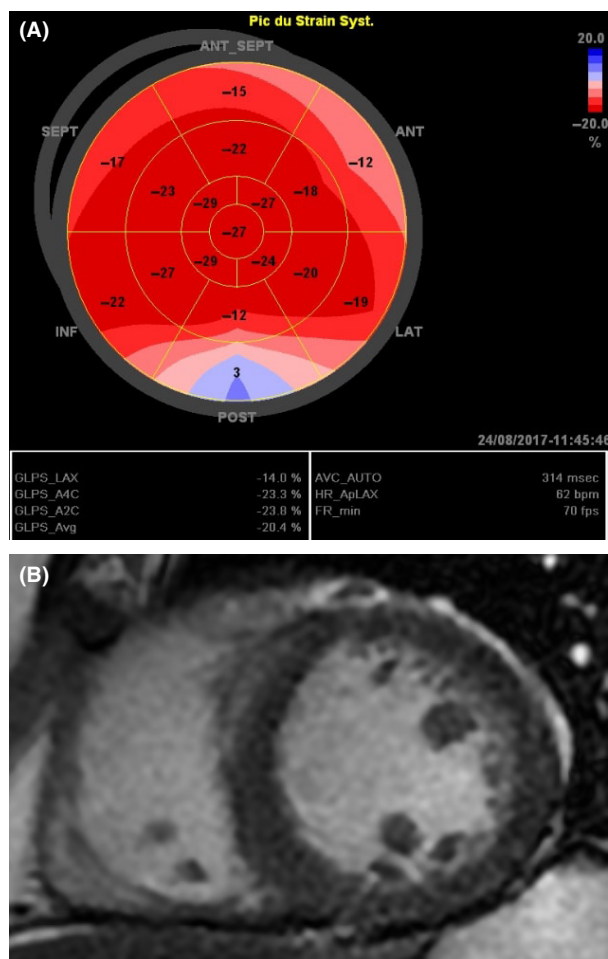 (A)
Pic du Strain Syst.
ANT_SEPT
20.0
-20.0
%
SEPT
ANT
-15
-17
-12
-22
-23
-18
-29
-27
-27
-29
-24
-27
-20
-22
-19
-12
INF
LAT
3
POST
24/08/2017-11:45:46
GLPS_LAX -14.0 %
GLPS_A4C -23.3 %
GLPS_A2C -23.8 %
GLPS_Avg -20.4 %
AVC_AUTO 314 msec
HR_ApLAX 62 bpm
FR_min 70 fps
(B)